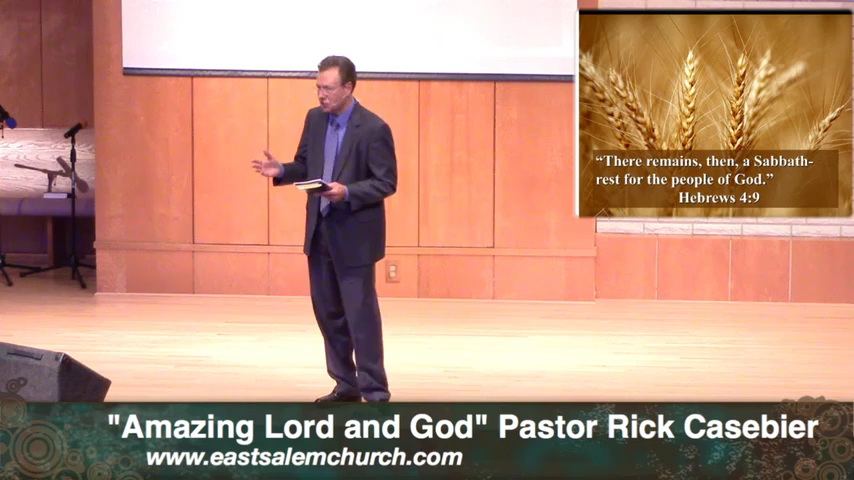 “There remains, then, a Sabbath-
rest for the people of God.”
Hebrews 4:9
"Amazing Lord and God" Pastor Rick Casebier
www.eastsalemchurch.com